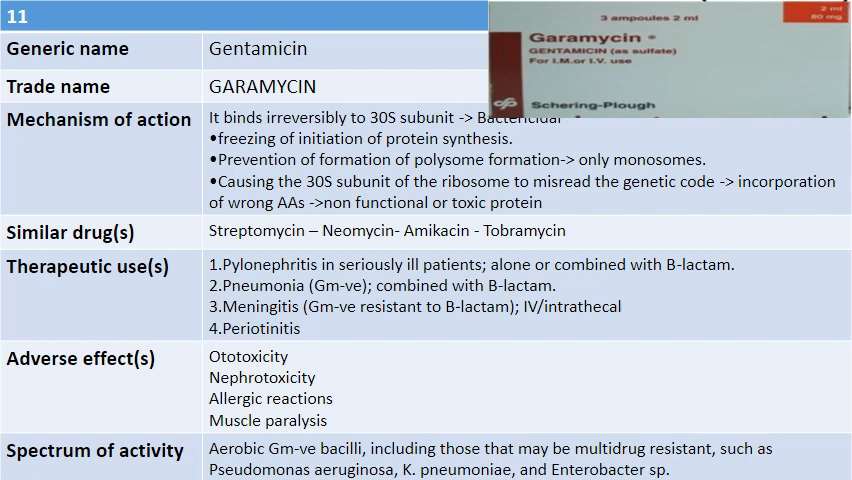 11
3 ampoules 2 ml
2 ml
80 mg
Garamycin *
GENTAMICIN (as sulfate)
For I.M.or I.V. use
Schering-Plough
Generic name Gentamicin
Trade name GARAMYCIN
Mechanism of action It binds irreversibly to 30S subunit -> Bactericidal
•freezing of initiation of protein synthesis.
•Prevention of formation of polysome formation-> only monosomes.
•Causing the 30S subunit of the ribosome to misread the genetic code -> incorporation
of wrong AAs ->non functional or toxic protein
Similar drug(s) Streptomycin – Neomycin- Amikacin - Tobramycin
Therapeutic use(s) 1.Pylonephritis in seriously ill patients; alone or combined with B-lactam.
2.Pneumonia (Gm-ve); combined with B-lactam.
3.Meningitis (Gm-ve resistant to B-lactam); IV/intrathecal
4.Periotinitis
Adverse effect(s) Ototoxicity
Nephrotoxicity
Allergic reactions
Muscle paralysis
Spectrum of activity Aerobic Gm-ve bacilli, including those that may be multidrug resistant, such as
Pseudomonas aeruginosa, K. pneumoniae, and Enterobacter sp.